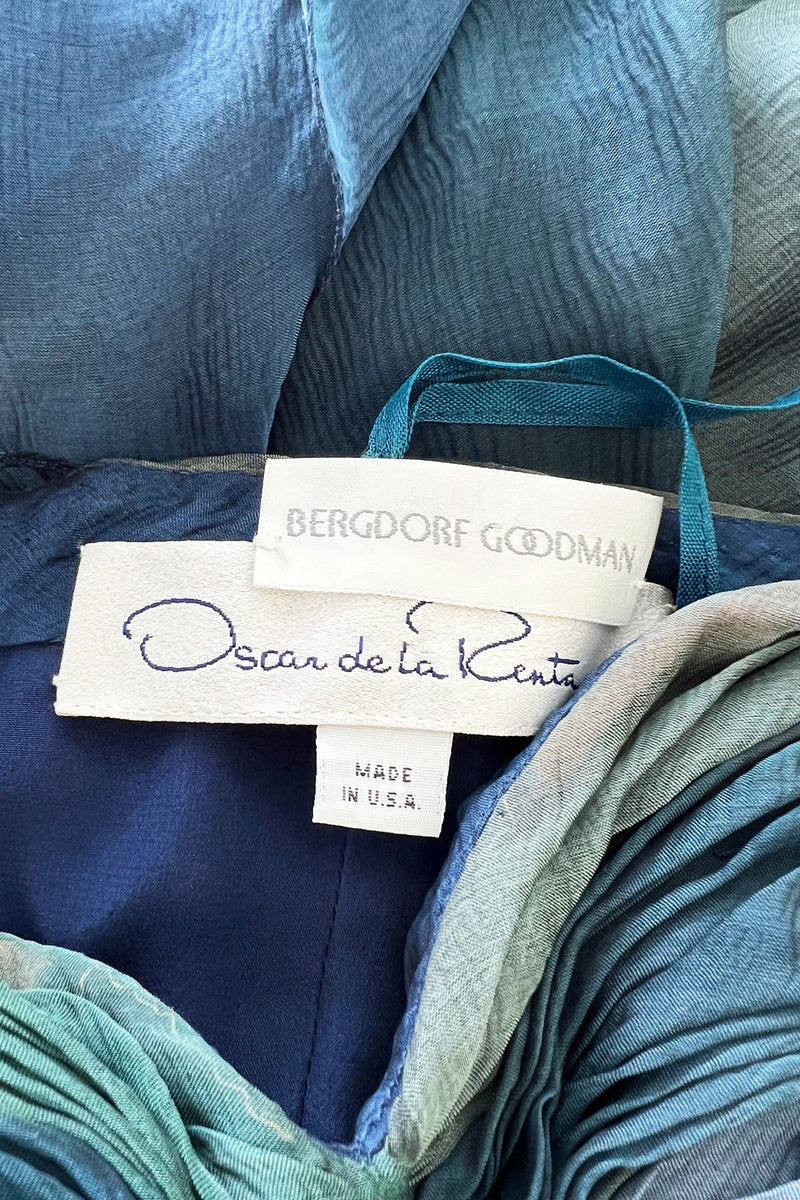 BERGDORF GOODMAN
Oscar de la Renta
MADE
IN U.S.A.